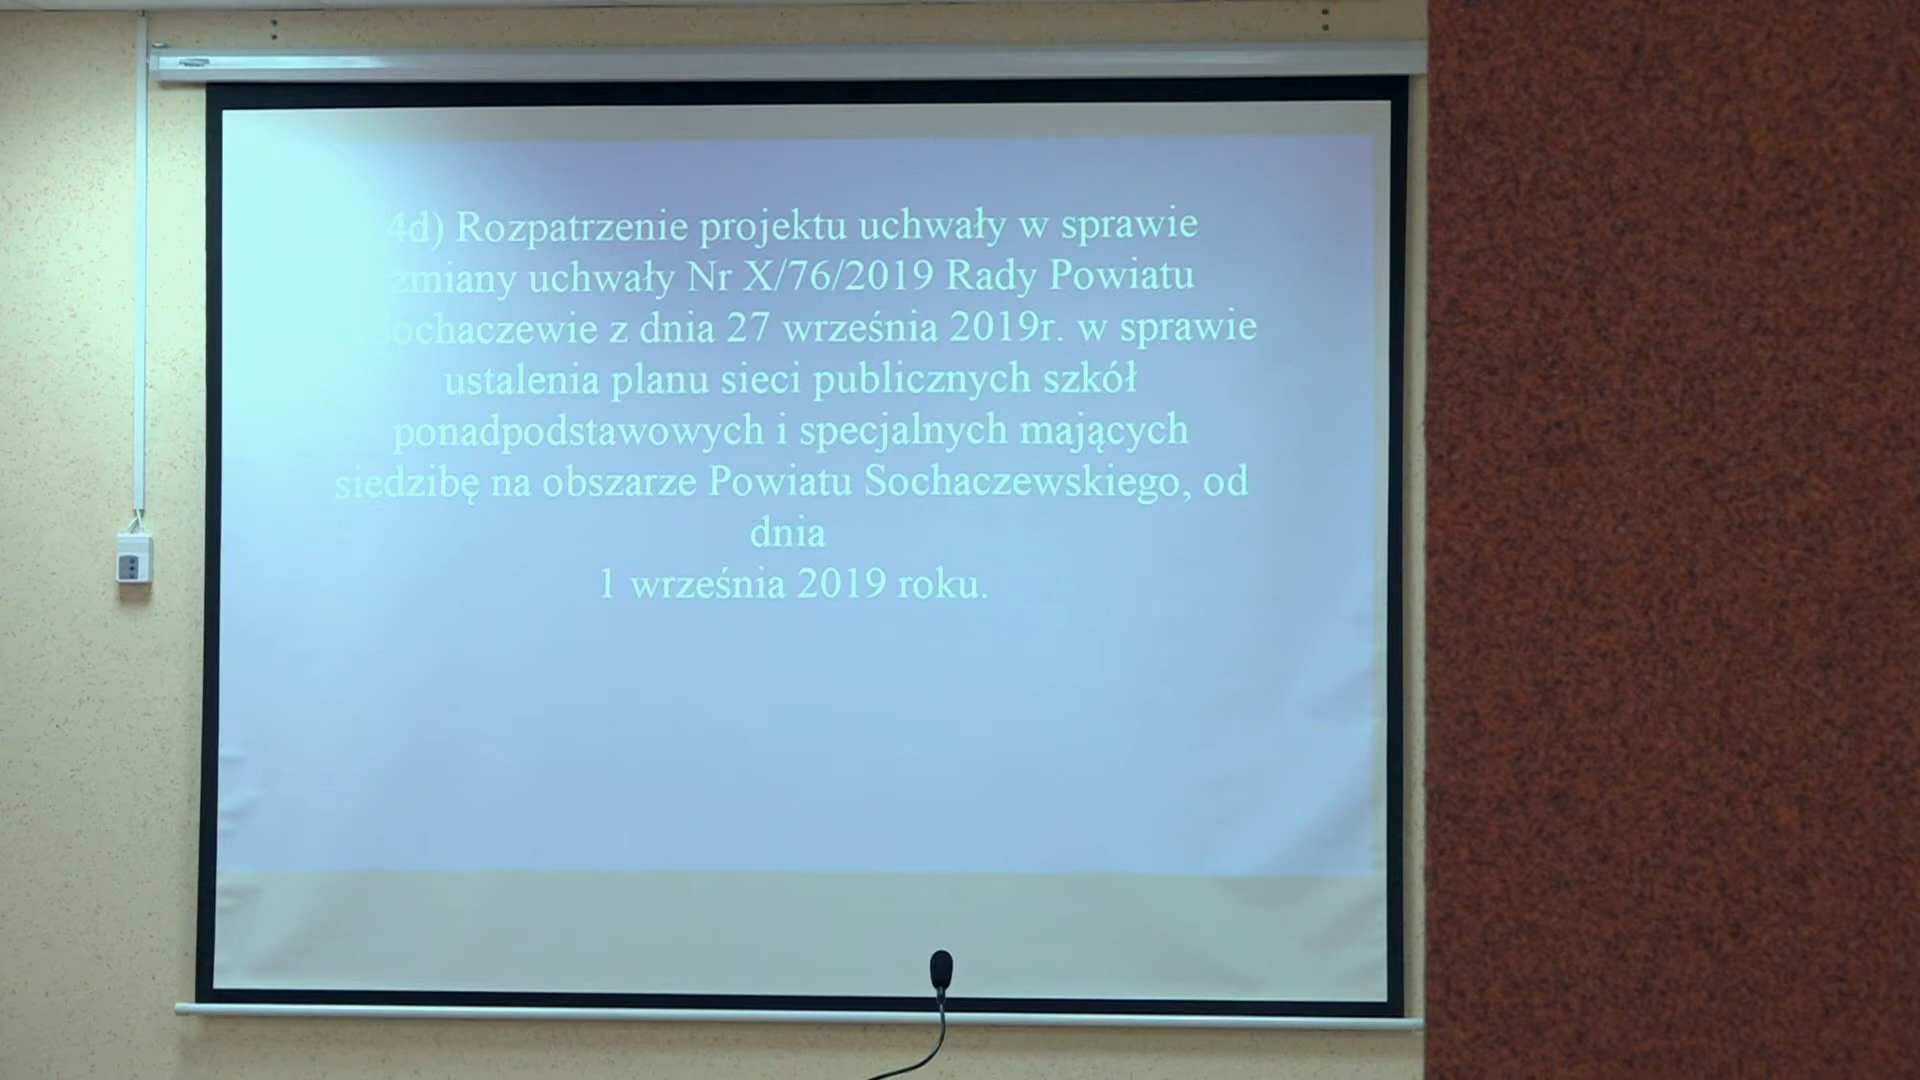 4d) Rozpatrzenie projektu uchwały w sprawie
zmiany uchwały Nr X/76/2019 Rady Powiatu
Sochaczewie z dnia 27 września 2019r. w sprawie
ustalenia planu sieci publicznych szkół
ponadpodstawowych i specjalnych mających
siedzibę na obszarze Powiatu Sochaczewskiego, od
dnia
1 września 2019 roku.